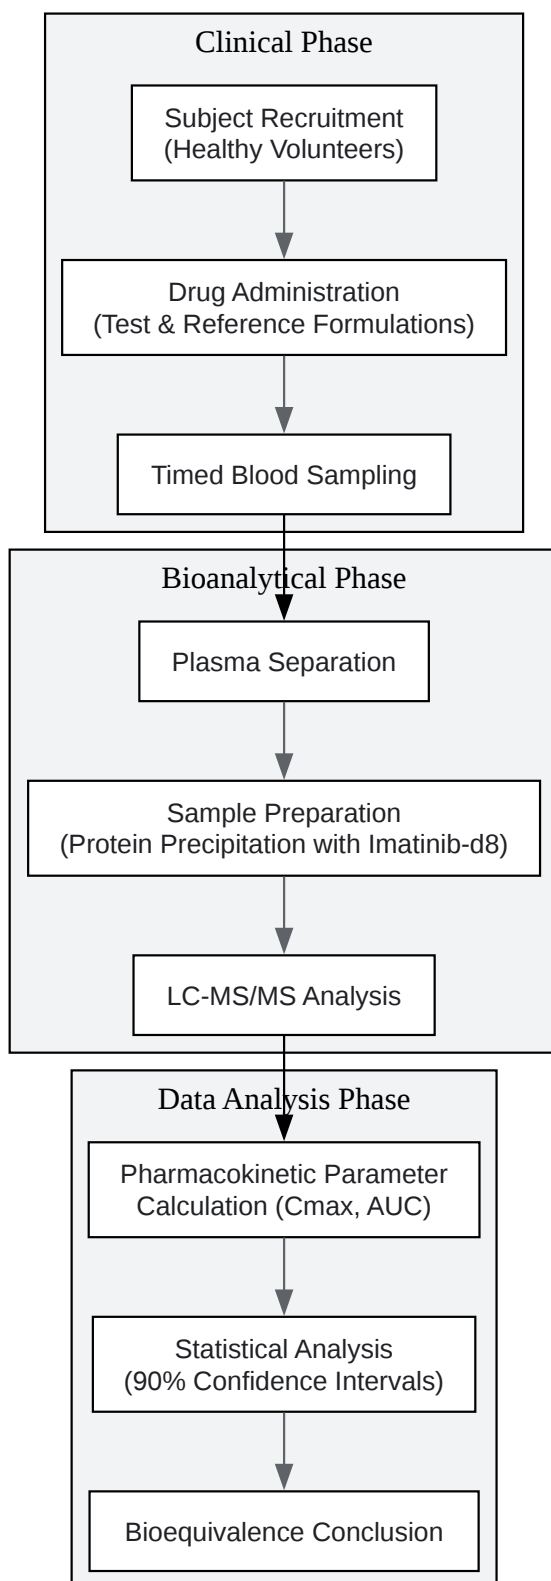 Clinical Phase
Subject Recruitment
(Healthy Volunteers)
Drug Administration
(Test & Reference Formulations)
Timed Blood Sampling
Bioanalytical Phase
Plasma Separation
Sample Preparation
(Protein Precipitation with Imatinib-d8)
LC-MS/MS Analysis
Data Analysis Phase
Pharmacokinetic Parameter
Calculation (Cmax, AUC)
Statistical Analysis
(90% Confidence Intervals)
Bioequivalence Conclusion